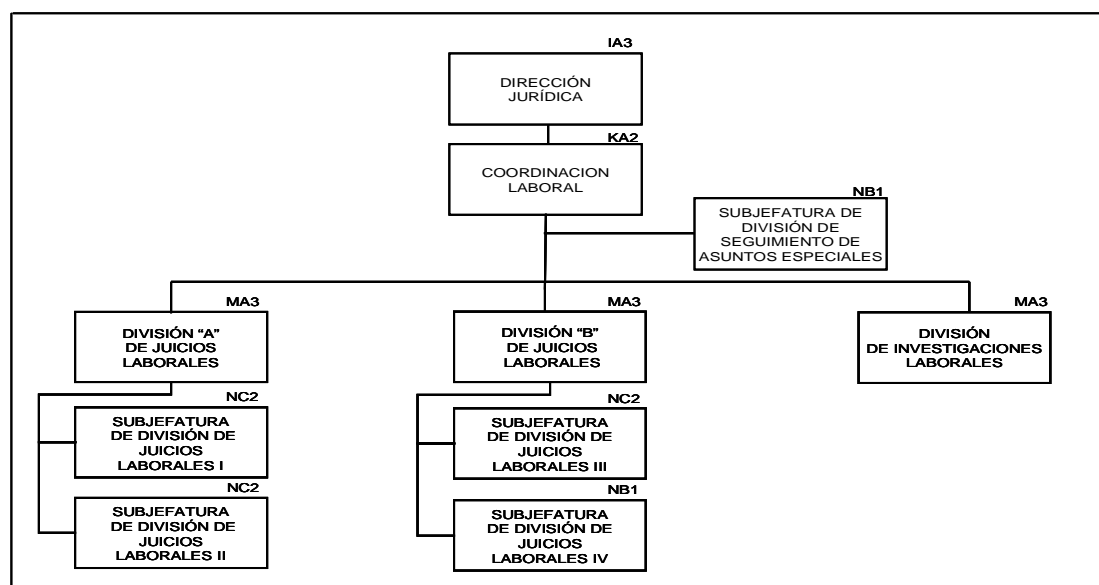 IA3
DIRECCIÓN
JURÍDICA
KA2
COORDINACION
LABORAL
NB1
SUBJEFATURA DE
DIVISIÓN DE
SEGUIMIENTO DE
ASUNTOS ESPECIALES
MA3
DIVISIÓN “A”
DE JUICIOS
LABORALES
MA3
DIVISIÓN “B”
DE JUICIOS
LABORALES
MA3
DIVISIÓN
DE INVESTIGACIONES
LABORALES
NC2
SUBJEFATURA
DE DIVISIÓN DE
JUICIOS
LABORALES I
NC2
SUBJEFATURA
DE DIVISIÓN DE
JUICIOS
LABORALES II
NC2
SUBJEFATURA
DE DIVISIÓN DE
JUICIOS
LABORALES III
NB1
SUBJEFATURA
DE DIVISIÓN DE
JUICIOS
LABORALES IV